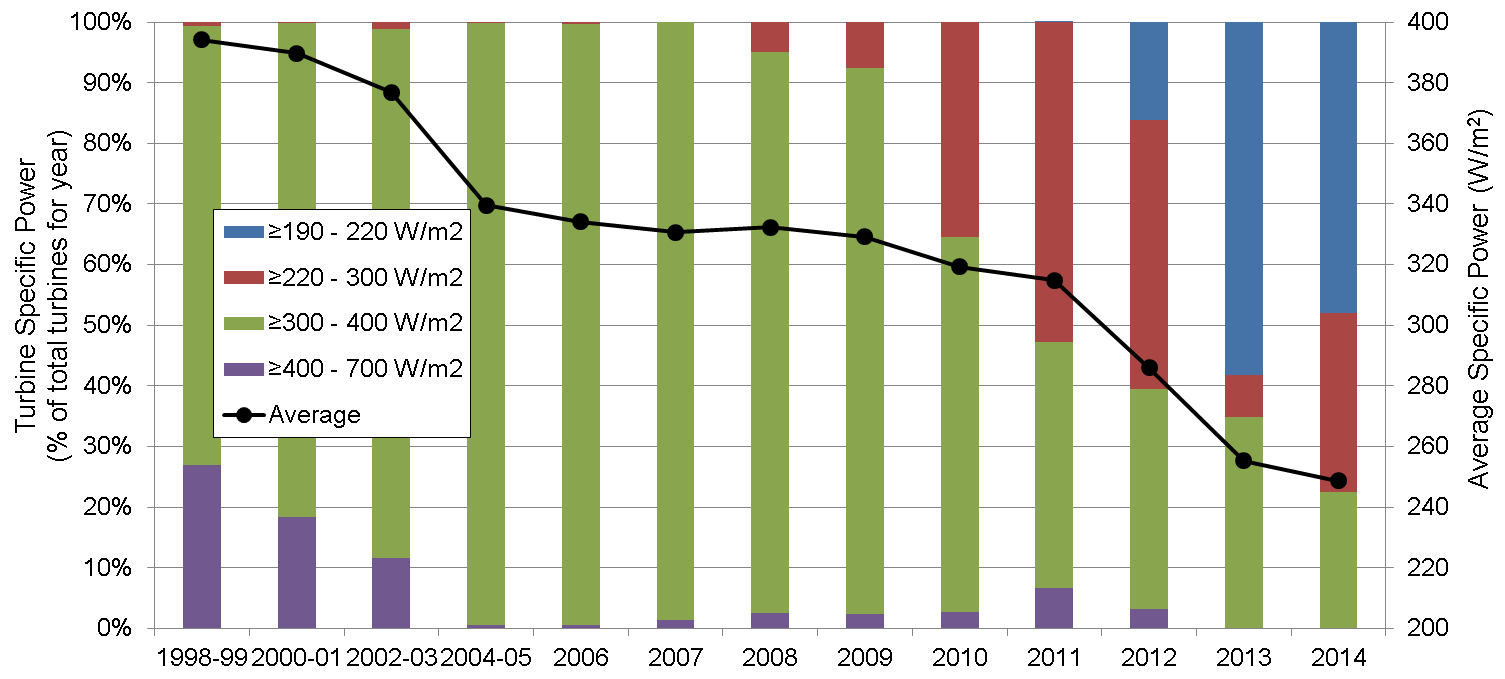 Turbine Specific Power
(% of total turbines for year)
100%
90%
80%
70%
60%
50%
40%
30%
20%
10%
0%
≥190 - 220 W/m2
≥220 - 300 W/m2
≥300 - 400 W/m2
≥400 - 700 W/m2
Average
400
380
360
340
320
300
280
260
240
220
200
Average Specific Power (W/m²)
1998-99 2000-01 2002-03 2004-05 2006 2007 2008 2009 2010 2011 2012 2013 2014